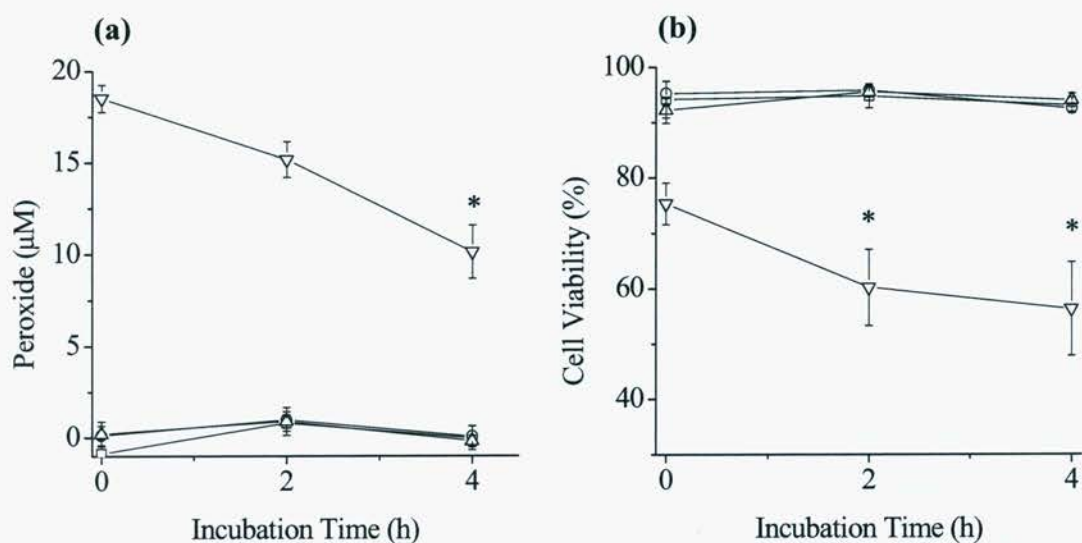 (a)
20
15
10
5
0
Peroxide (μM)
*
0 2 4
Incubation Time (h)
(b)
100
80
60
40
Cell Viability (%)
* *
0 2 4
Incubation Time (h)